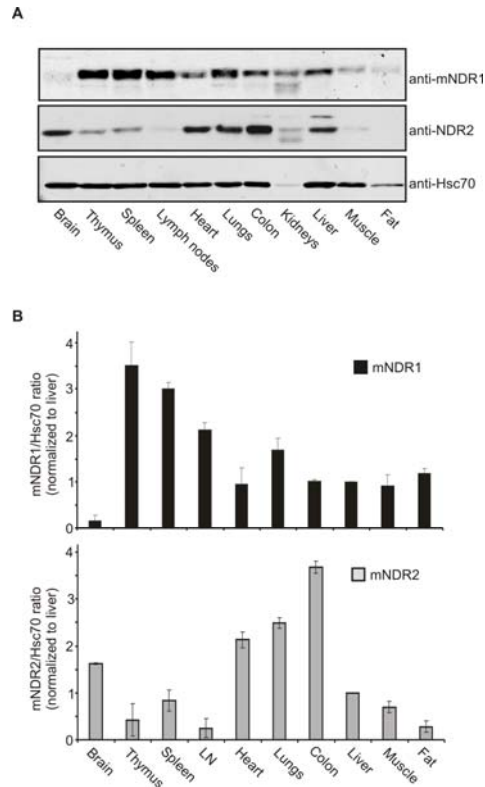 A
anti-mNDR1
anti-NDR2
anti-Hsc70
Brain
Thymus
Spleen
Lymph nodes
Heart
Lungs
Colon
Kidneys
Liver
Muscle
Fat
B
mNDR1/Hsc70 ratio
(normalized to liver)
4
3
2
1
0
mNDR1
mNDR2/Hsc70 ratio
(normalized to liver)
4
3
2
1
0
mNDR2
Brain
Thymus
Spleen
LN
Heart
Lungs
Colon
Liver
Muscle
Fat